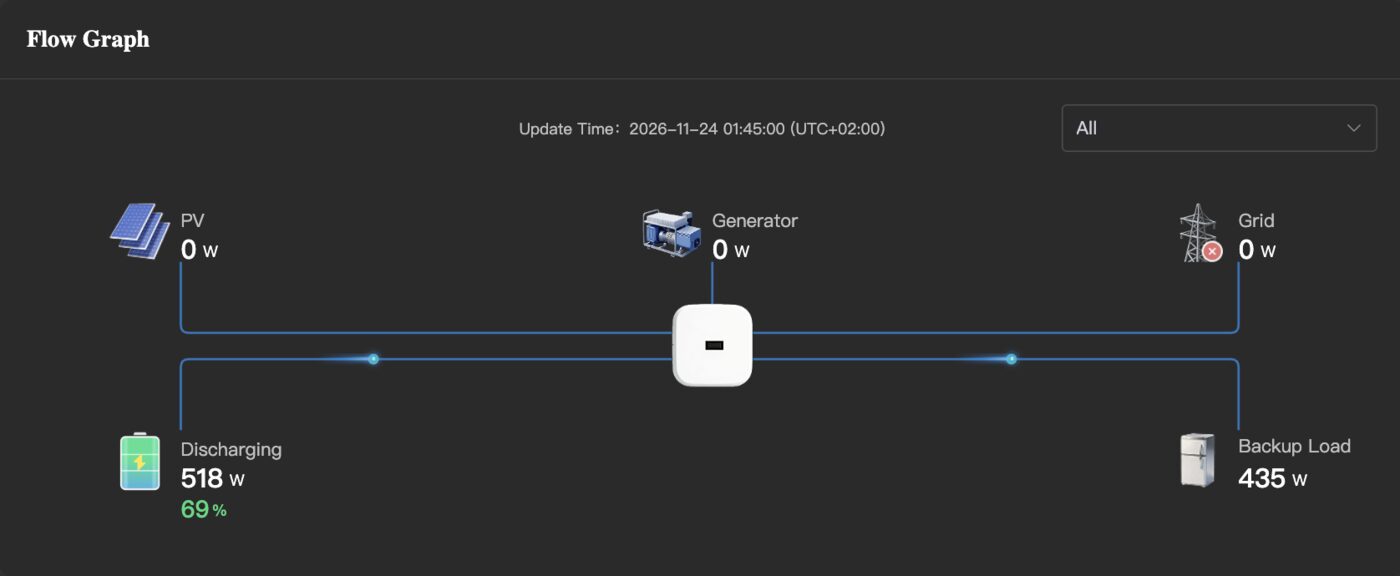 Flow Graph
Update Time： 2026-11-24 01:45:00 (UTC+02:00)
All
PV
0 W
Generator
0 W
Grid
0 W
Discharging
518 W
69 %
Backup Load
435 W